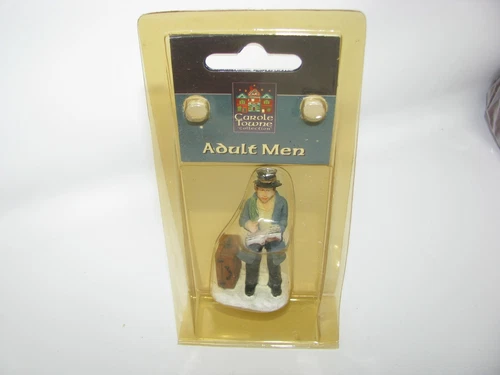 Carole
Towne
collection
Adult Men